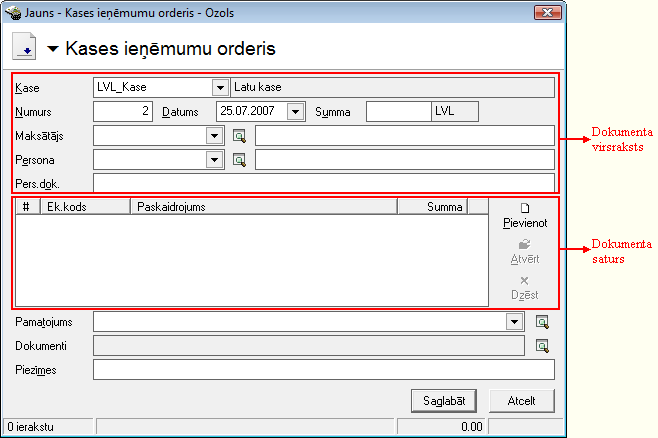 Jauns - Kases ieņēmumu orderis - Ozols
Kases ieņēmumu orderis
Kase LVL_Kase Latu kase
Numurs 2 Datums 25.07.2007 Summa LVL
Maksātājs
Persona
Pers.dok.
Dokumenta
virsraksts
# Ek.kods Paskaidrojums Summa
Pievienot
Atvērt
Dzēst
Dokumenta
saturs
Pamatojums
Dokumenti
Piezīmes
Saglabāt Atcelt
0 ierakstu 0.00